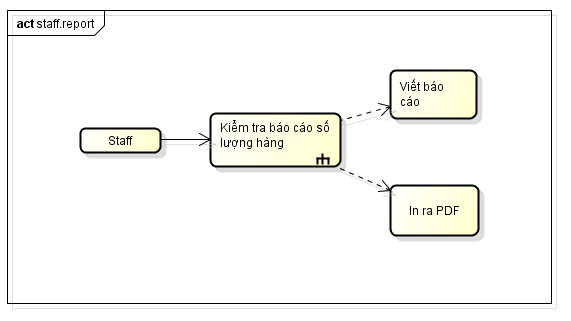 act staff.report
Viết báo
cáo
Kiểm tra báo cáo số
lượng hàng
Staff
In ra PDF